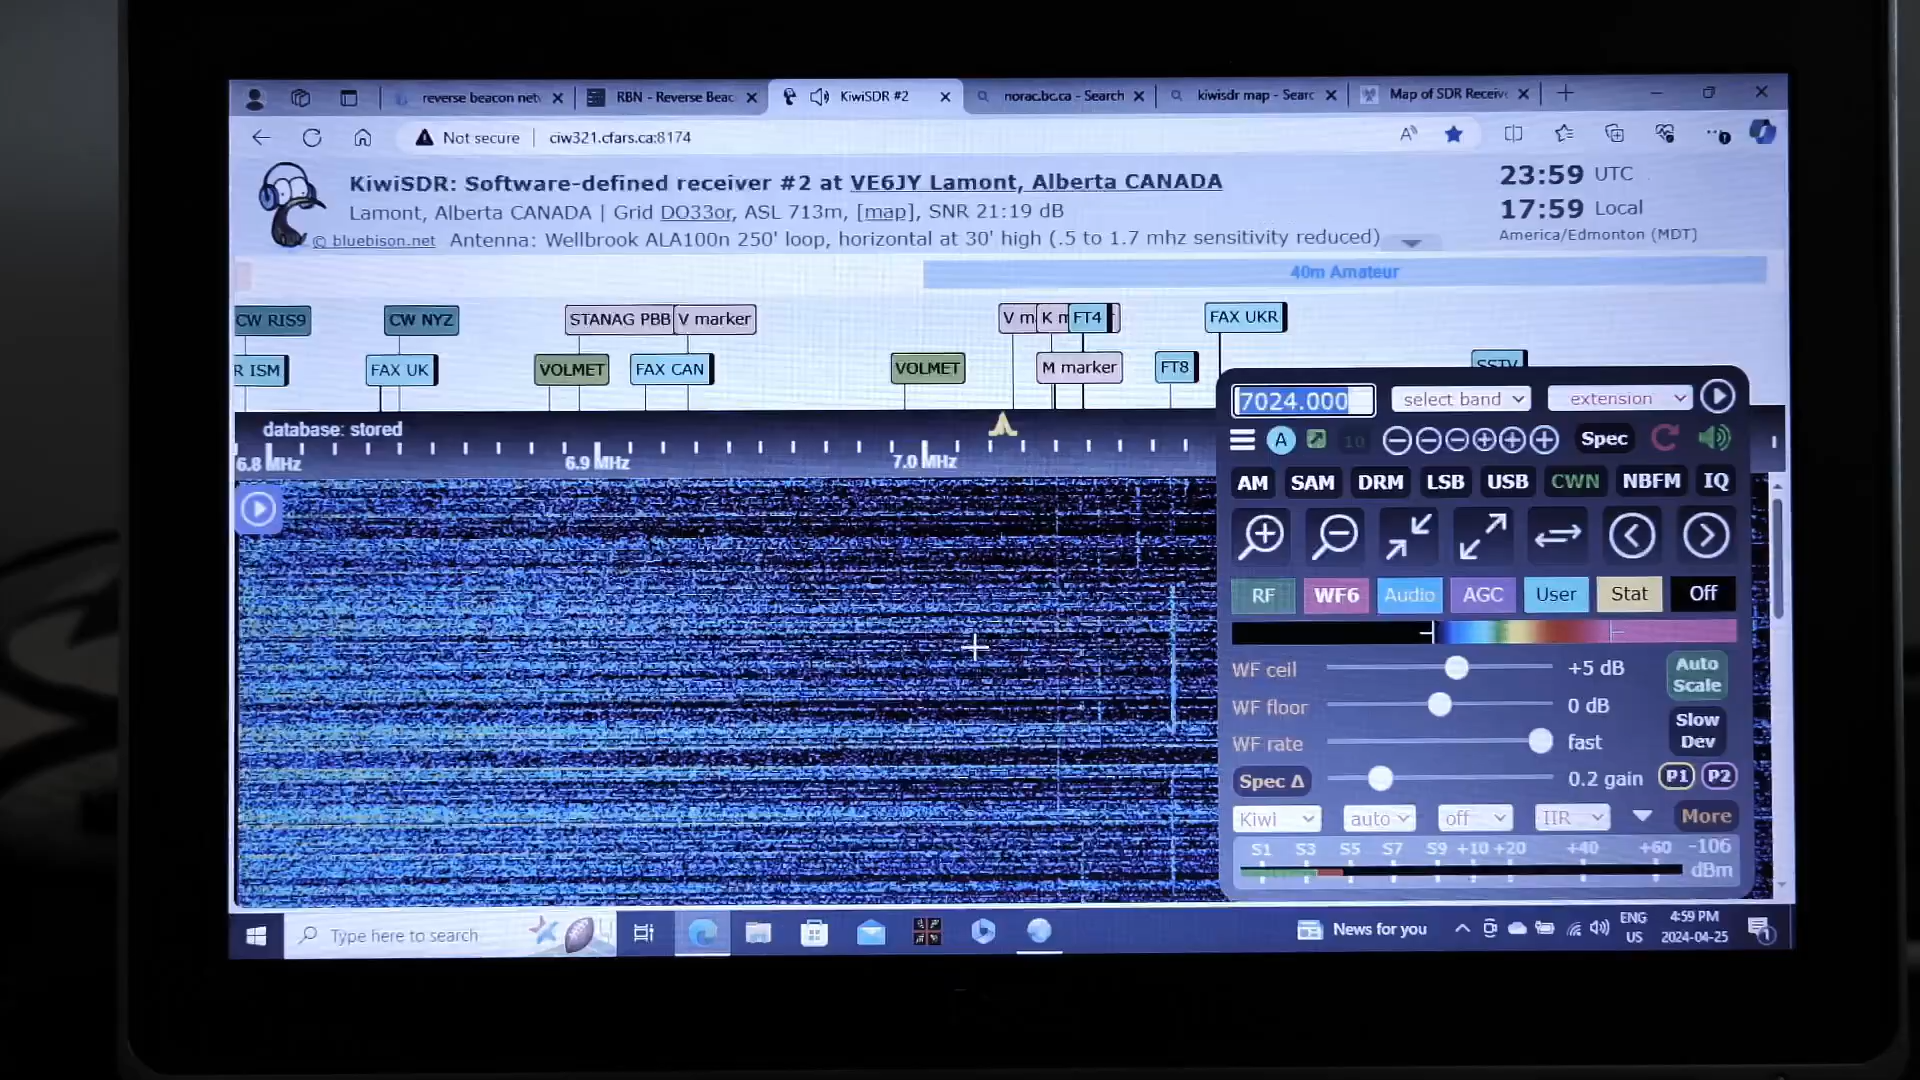 reverse beacon net
RBN - Reverse Beac
KiwiSDR #2
norac.bc.ca - Search
kiwisdr map - Searc
Map of SDR Receive
Not secure
ciw321.cfars.ca:8174
KiwiSDR: Software-defined receiver #2 at VE6JY Lamont, Alberta CANADA
Lamont, Alberta CANADA | Grid DO33or, ASL 713m, [map], SNR 21:19 dB
© bluebison.net Antenna: Wellbrook ALA100n 250' loop, horizontal at 30' high (.5 to 1.7 mhz sensitivity reduced)
23:59 UTC
17:59 Local
America/Edmonton (MDT)
40m Amateur
CW RIS9
CW NYZ
STANAG PBB
V marker
V m
K m
FT4
FAX UKR
R ISM
FAX UK
VOLMET
FAX CAN
VOLMET
M marker
FT8
SSTV
database: stored
6.8 MHz
6.9 MHz
7.0 MHz
7024.000
select band
extension
A
10
Spec
AM SAM DRM LSB USB CWN NBFM IQ
RF WF6 Audio AGC User Stat Off
WF ceil +5 dB
Auto
Scale
WF floor 0 dB
WF rate fast
Slow
Dev
Spec Δ 0.2 gain P1 P2
Kiwi auto off IIR More
S1 S3 S5 S7 S9 +10 +20 +40 +60 -106
dBm
Type here to search
News for you
ENG
US
4:59 PM
2024-04-25
1